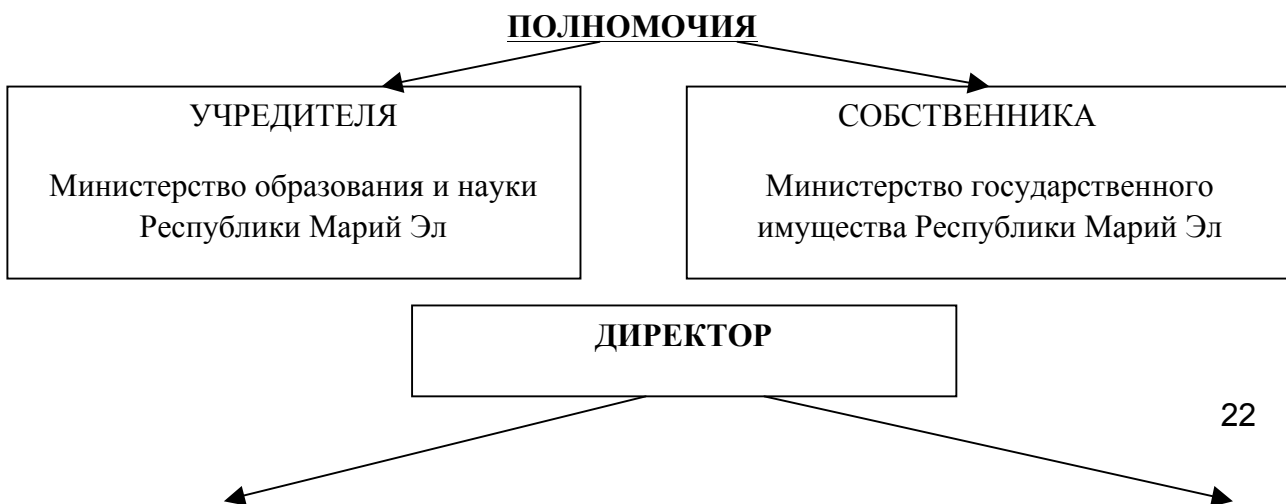 ПОЛНОМОЧИЯ
УЧРЕДИТЕЛЯ
Министерство образования и науки
Республики Марий Эл
СОБСТВЕННИКА
Министерство государственного
имущества Республики Марий Эл
ДИРЕКТОР
22